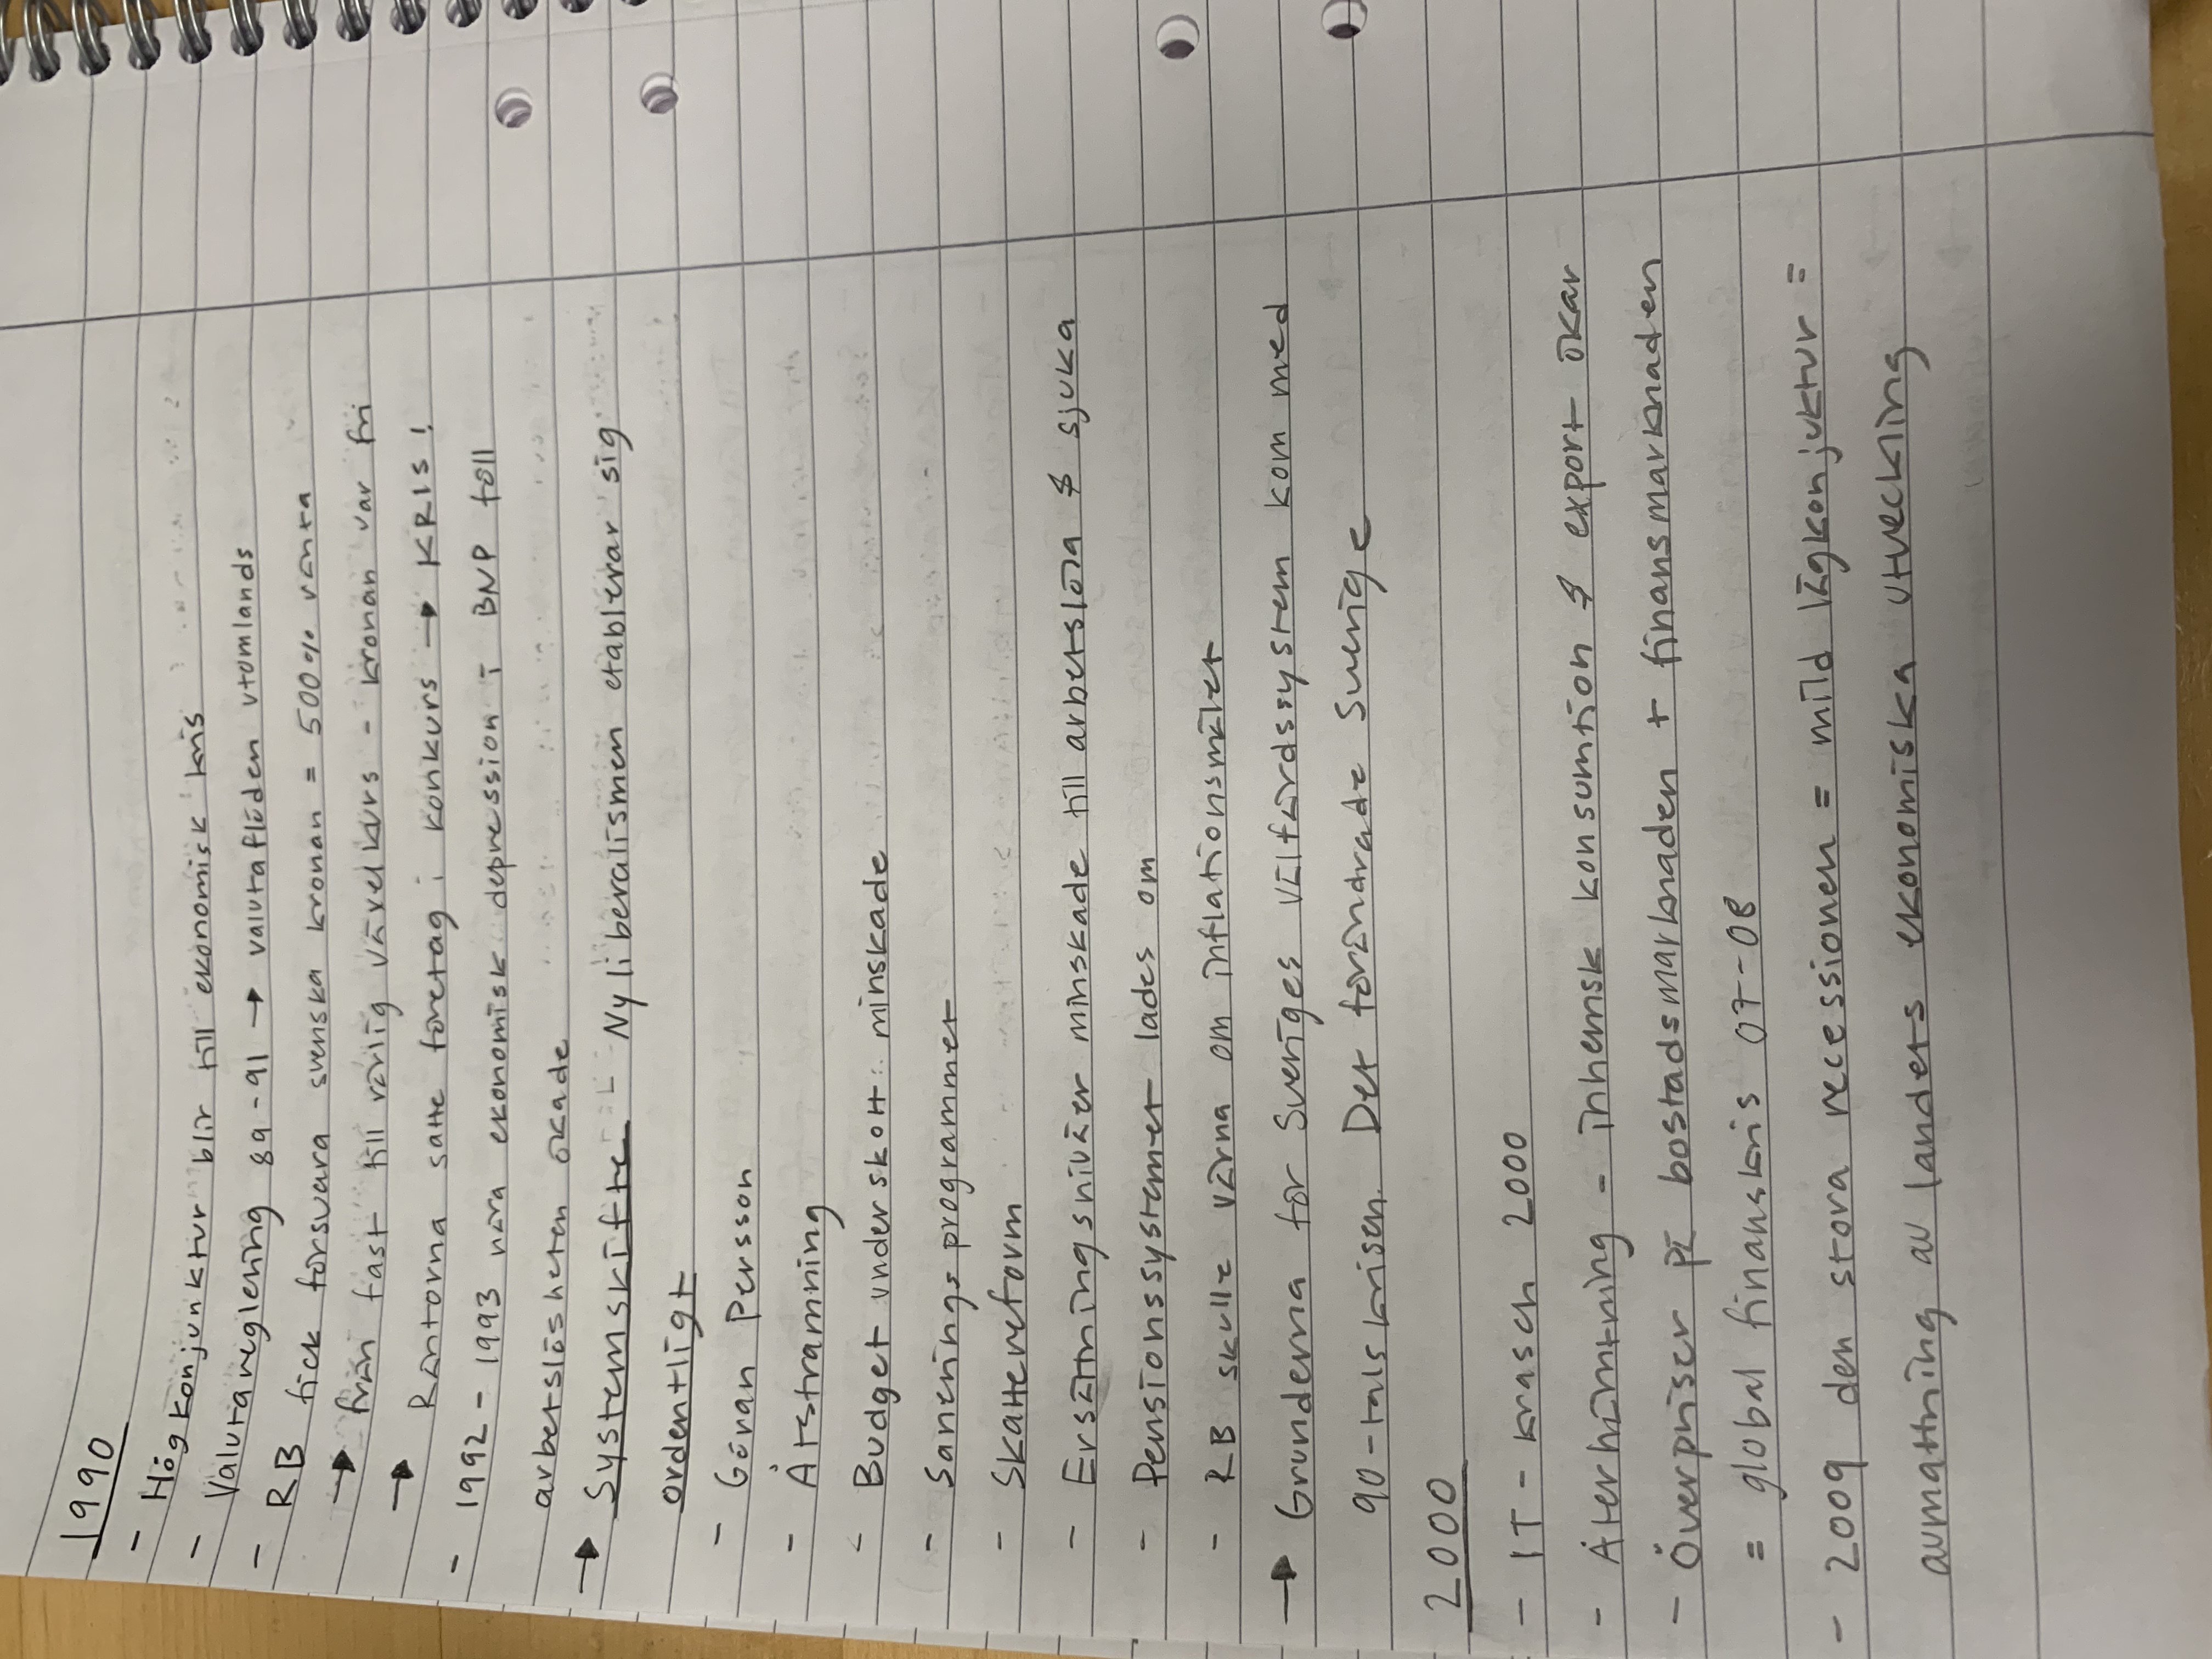 1990
- Högkonjunktur blir till ekonomisk kris
- Valutareglering 89-91 → valutaflöden utomlands
- RB fick försvara svenska kronan = 500% ränta
→ från fast till rörlig växelkurs - kronan var fri
→ Räntorna satte företag i konkurs → KRIS!
- 1992-1993 nära ekonomisk depression i BNP föll
arbetslösheten ökade
→ Systemskifte - Nyliberalismen etablerar sig
ordentligt
- Göran Persson
- Åtstramning
- Budget underskott minskade
- Saneringsprogrammet
- Skattereform
- Ersättningsnivåer minskade till arbetslösa & sjuka
- Pensionssystemet lades om
- RB skulle värna om inflationsmålet
→ Grunderna för Sveriges välfärdssystem kom med
90-talskrisen. Det förändrade Sverige
2000
- IT-krasch 2000
- Återhämtning - inhemsk konsumtion & export ökar
- Överpriser på bostadsmarknaden + finansmarknaden
= global finanskris 07-08
- 2009 den stora recessionen = mild lågkonjuktur =
avmattning av landets ekonomiska utveckling